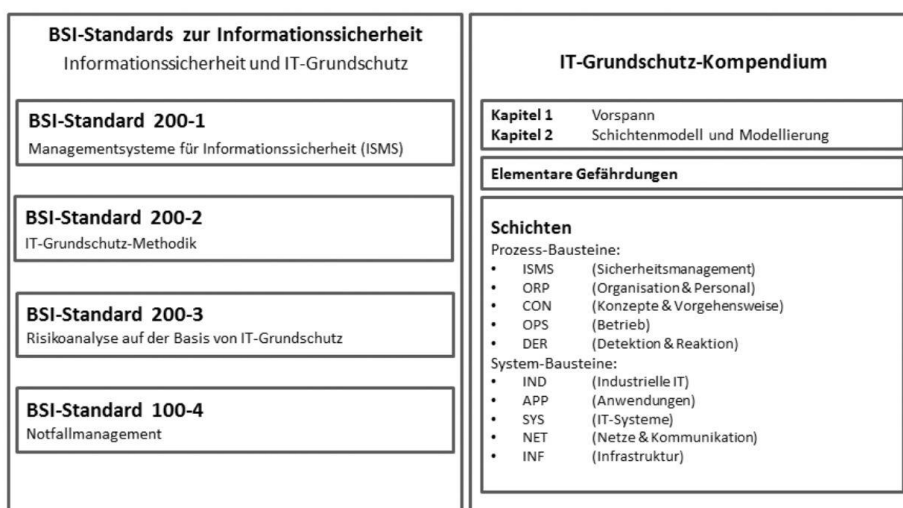 BSI-Standards zur Informationssicherheit
Informationssicherheit und IT-Grundschutz
BSI-Standard 200-1
Managementsysteme für Informationssicherheit (ISMS)
BSI-Standard 200-2
IT-Grundschutz-Methodik
BSI-Standard 200-3
Risikoanalyse auf der Basis von IT-Grundschutz
BSI-Standard 100-4
Notfallmanagement
IT-Grundschutz-Kompendium
Kapitel 1 Vorspann
Kapitel 2 Schichtenmodell und Modellierung
Elementare Gefährdungen
Schichten
Prozess-Bausteine:
• ISMS (Sicherheitsmanagement)
• ORP (Organisation & Personal)
• CON (Konzepte & Vorgehensweise)
• OPS (Betrieb)
• DER (Detektion & Reaktion)
System-Bausteine:
• IND (Industrielle IT)
• APP (Anwendungen)
• SYS (IT-Systeme)
• NET (Netze & Kommunikation)
• INF (Infrastruktur)